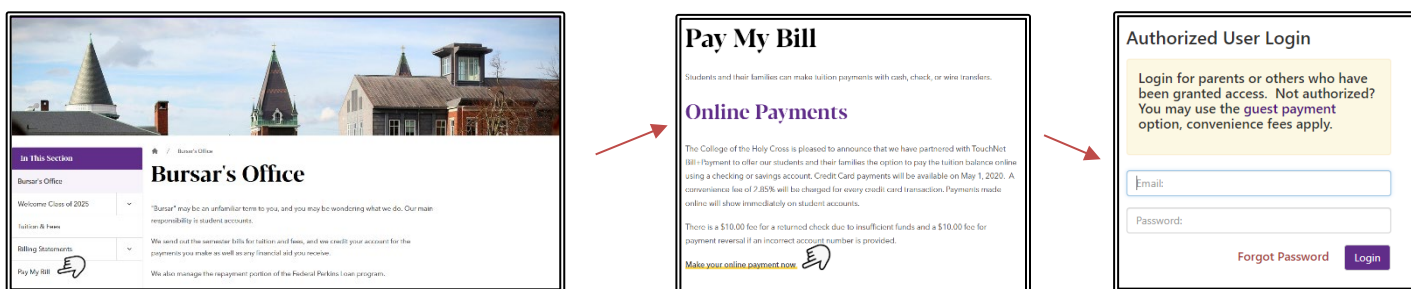 In This Section
Bursar's Office
Welcome Class of 2025
Tuition & Fees
Billing Statements
Pay My Bill
/ Bursar's Office
Bursar's Office
"Bursar" may be an unfamiliar term to you, and you may be wondering what we do. Our main
responsibility is student accounts.
We send out the semester bills for tuition and fees, and we credit your account for the
payments you make as well as any financial aid you receive.
We also manage the repayment portion of the Federal Perkins Loan program.
Pay My Bill
Students and their families can make tuition payments with cash, check, or wire transfers.
Online Payments
The College of the Holy Cross is pleased to announce that we have partnered with TouchNet
Bill+Payment to offer our students and their families the option to pay the tuition balance online
using a checking or savings account. Credit Card payments will be available on May 1, 2020. A
convenience fee of 2.85% will be charged for every credit card transaction. Payments made
online will show immediately on student accounts.
There is a $10.00 fee for a returned check due to insufficient funds and a $10.00 fee for
payment reversal if an incorrect account number is provided.
Make your online payment now
Authorized User Login
Login for parents or others who have
been granted access. Not authorized?
You may use the guest payment
option, convenience fees apply.
Email:
Password:
Forgot Password
Login